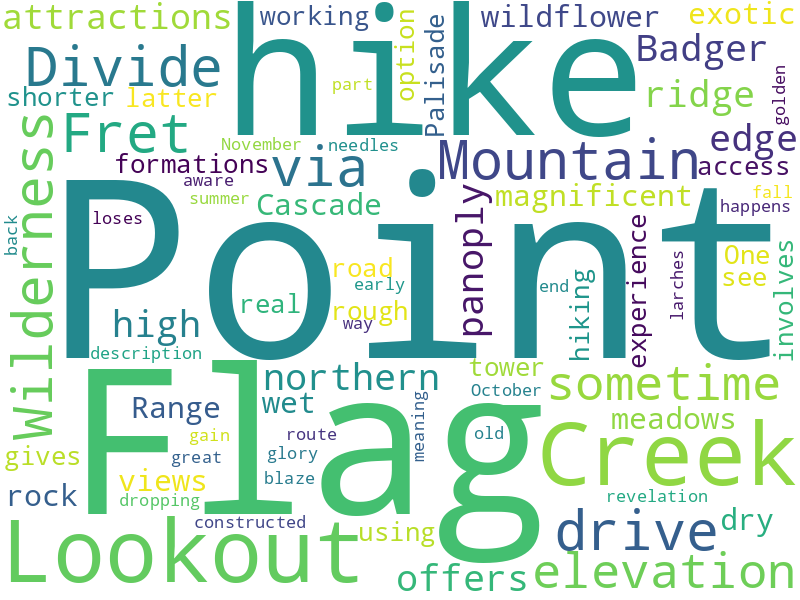 attractions
hike
working
wildflower
exotic
Divide
part
option
Palisade
Badger
golden
shorter
latter
ridge
Fret
November
needles
edge
Wilderness
formations
via
Mountain
access
aware
summer
Cascade
panoply
magnificent
fall
happens
back
loses
Point
road
early
real
rough
way
high
end
hiking
experience
larches
One
see
involves
description
Flag
northern
tower
October
sometime
Range
wet
meaning
meadows
gain
route
old
Creek
gives
great
glory
views
blaze
rock
dropping
revelation
constructed
using
drive
dry
Lookout
offers
elevation